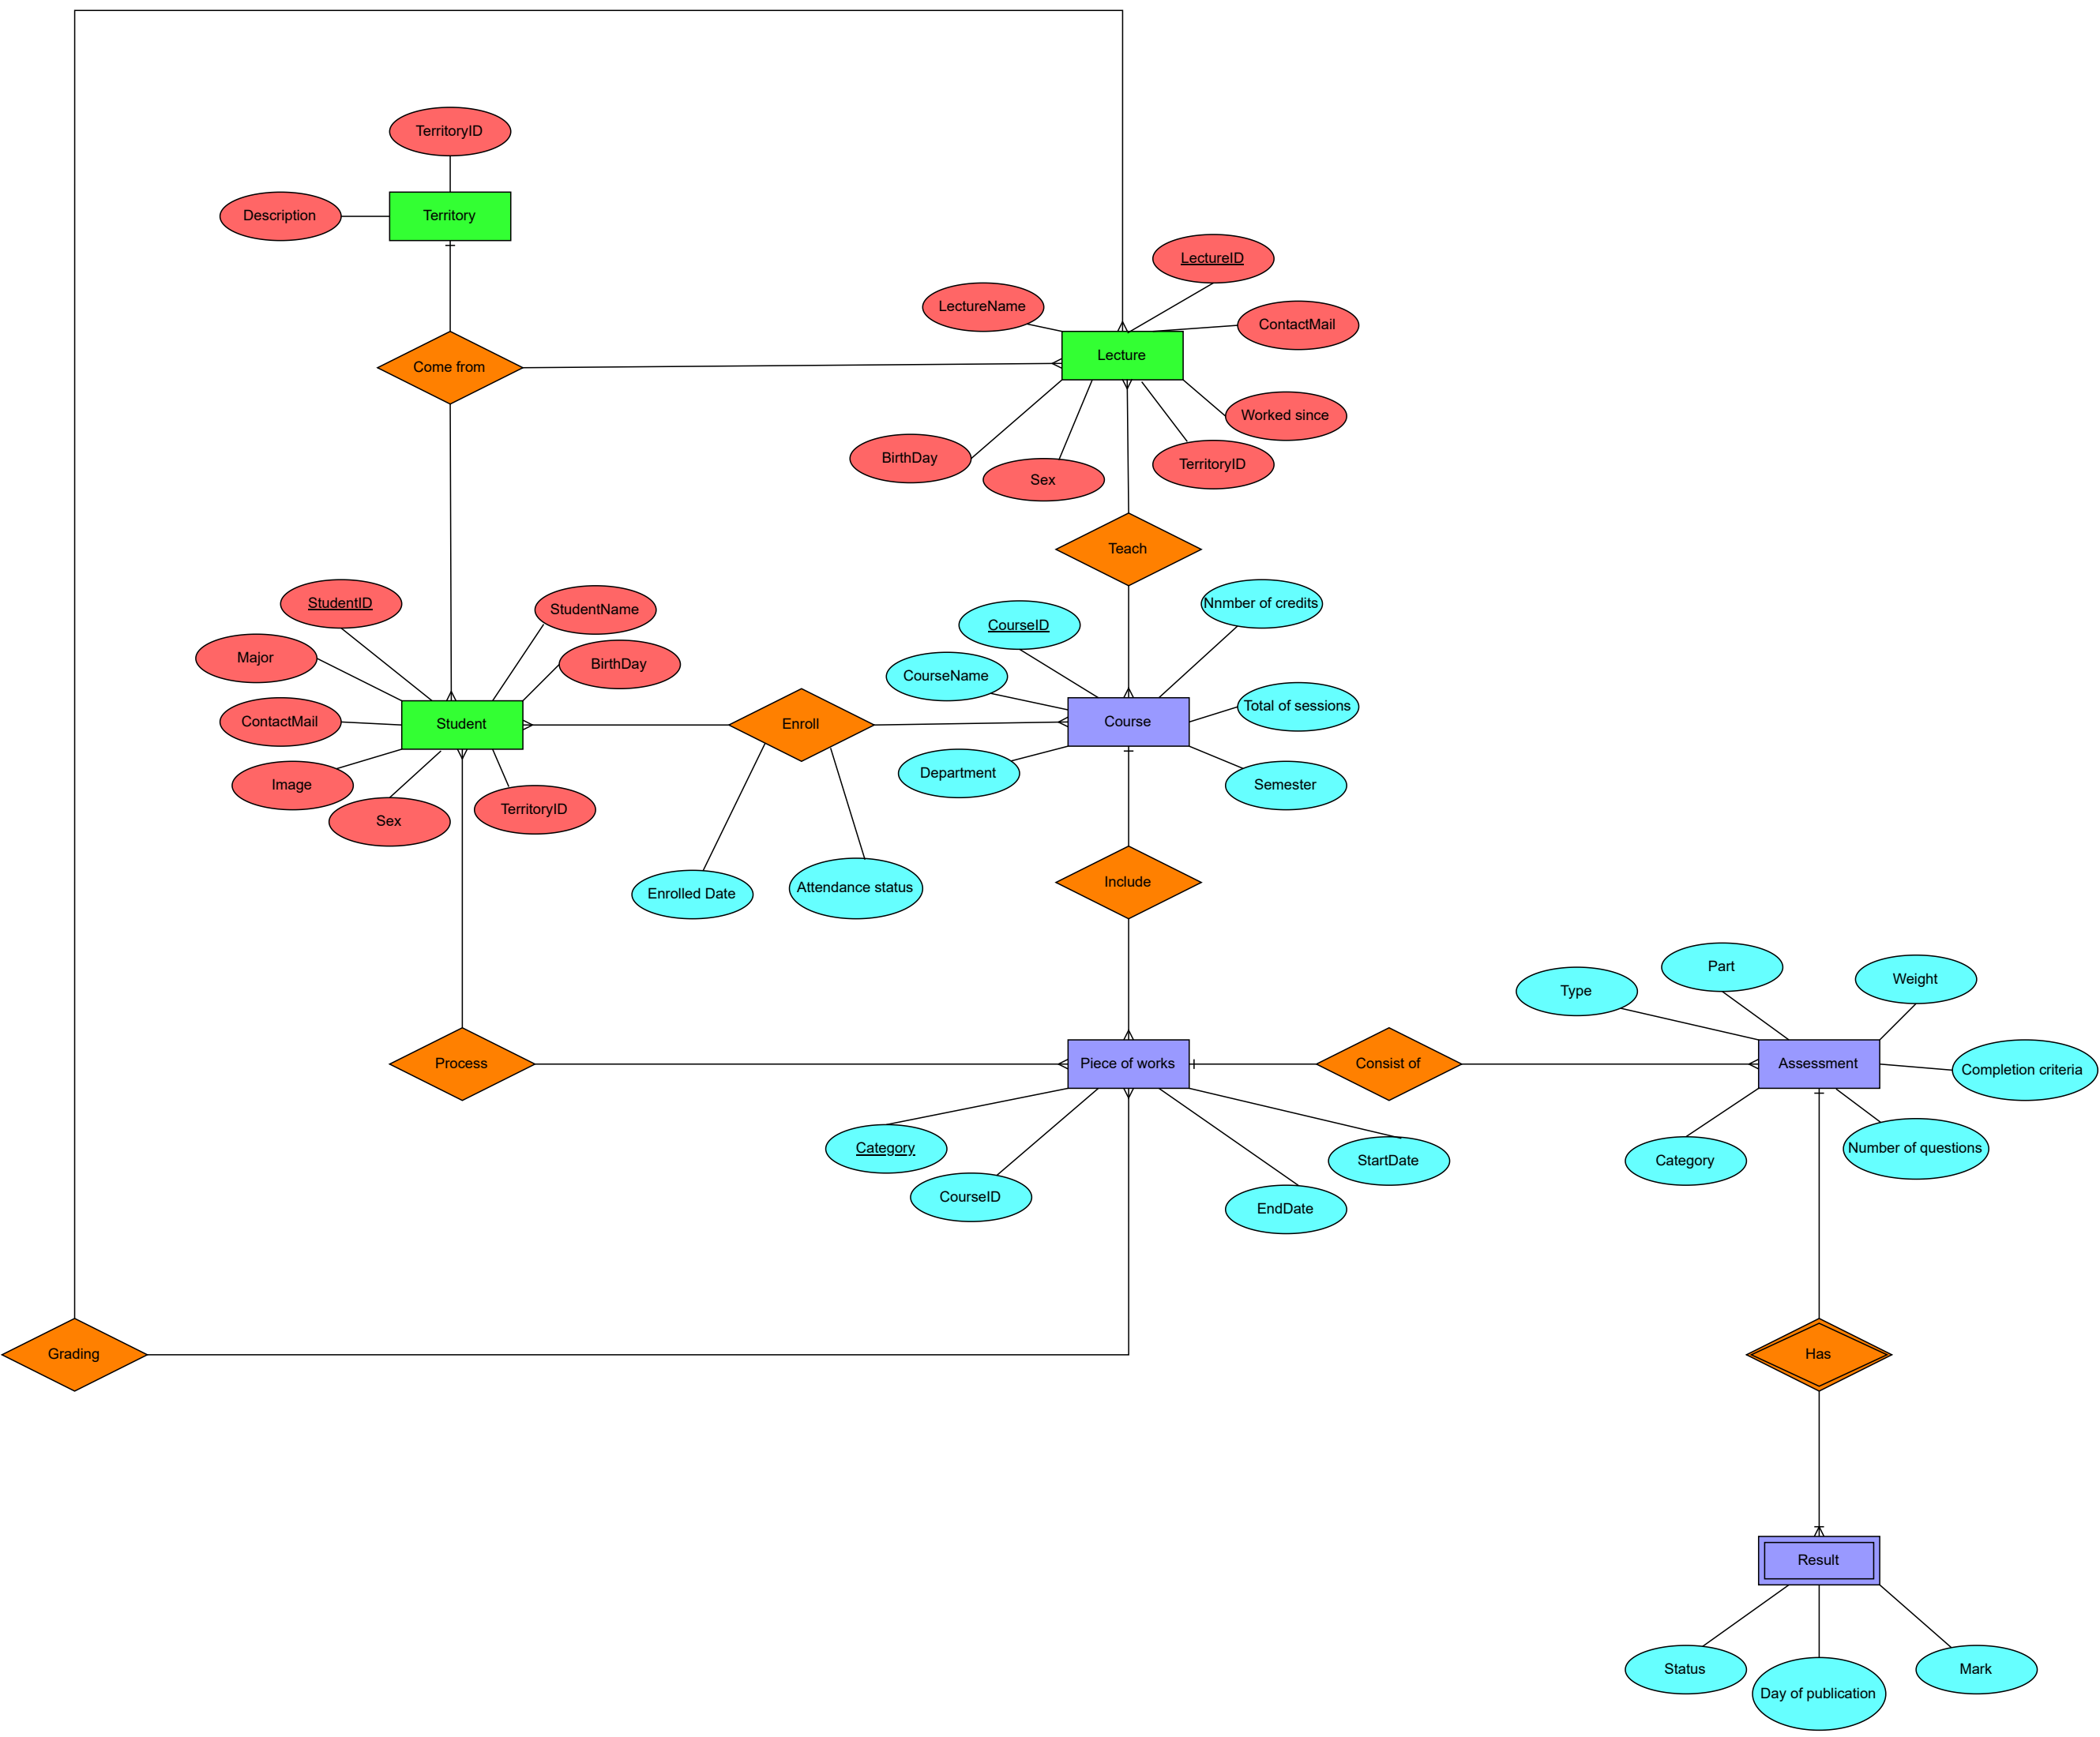 TerritoryID
Description
Territory
LectureID
LectureName
ContactMail
Lecture
Come from
Worked since
BirthDay
TerritoryID
Sex
Teach
StudentID
StudentName
Nnmber of credits
CourseID
Major
BirthDay
CourseName
Total of sessions
ContactMail
Student
Enroll
Course
Department
Semester
Image
TerritoryID
Sex
Enrolled Date
Attendance status
Include
Part
Weight
Type
Process
Piece of works
Consist of
Assessment
Completion criteria
Category
StartDate
Category
Number of questions
CourseID
EndDate
Grading
Has
Result
Status
Day of publication
Mark